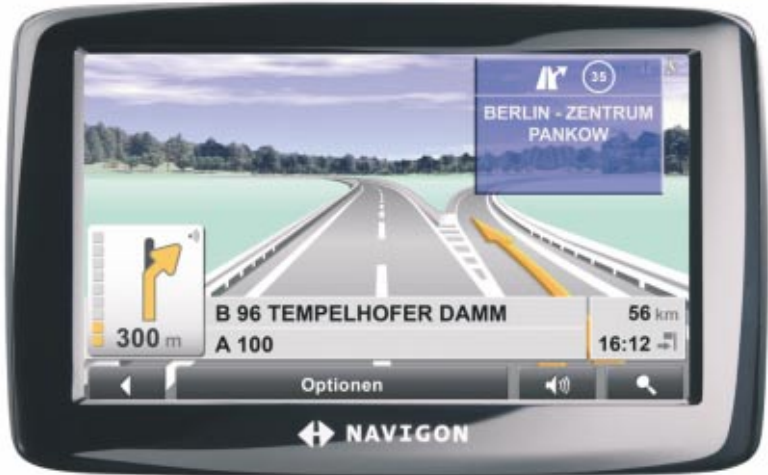 35
BERLIN - ZENTRUM
PANKOW
300 m
B 96 TEMPELHOFER DAMM
56 km
A 100
16:12
Optionen
NAVIGON